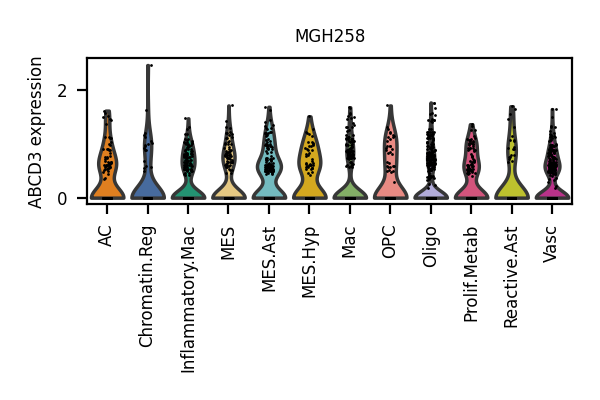 MGH258
ABCD3 expression
2
0
AC
Chromatin.Reg
Inflammatory.Mac
MES
MES.Ast
MES.Hyp
Mac
OPC
Oligo
Prolif.Metab
Reactive.Ast
Vasc